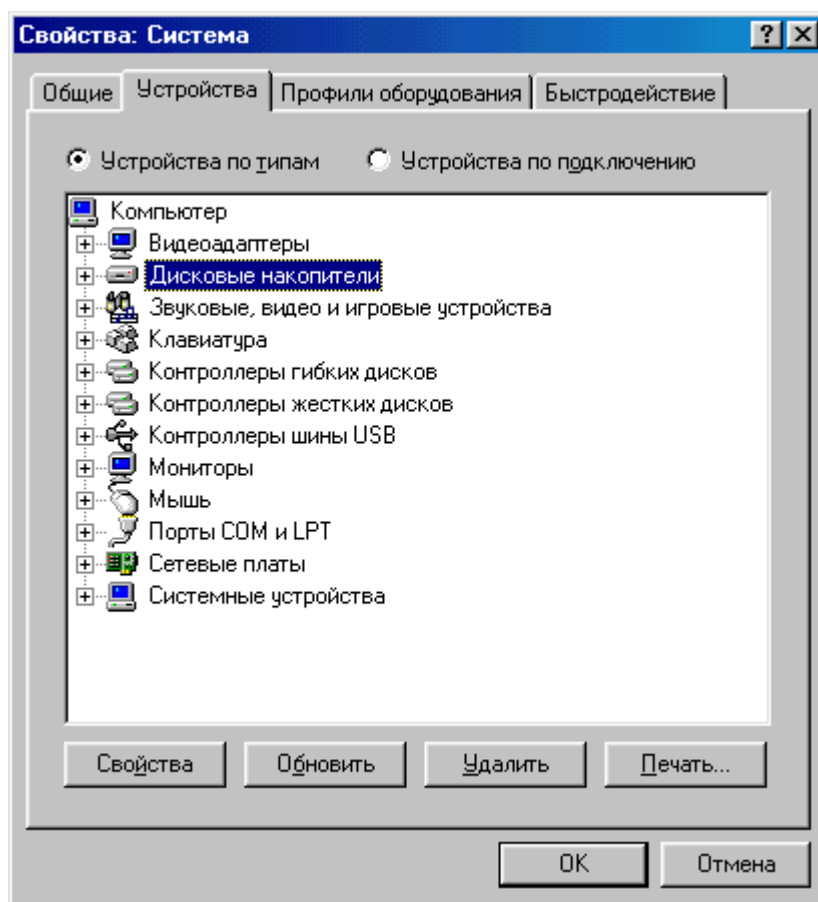 Свойства: Система
Общие Устройства Профили оборудования Быстродействие
Устройства по типам Устройства по подключению
Компьютер
Видеоадаптеры
Дисковые накопители
Звуковые, видео и игровые устройства
Клавиатура
Контроллеры гибких дисков
Контроллеры жестких дисков
Контроллеры шины USB
Мониторы
Мышь
Порты COM и LPT
Сетевые платы
Системные устройства
Свойства Обновить Удалить Печать...
OK Отмена